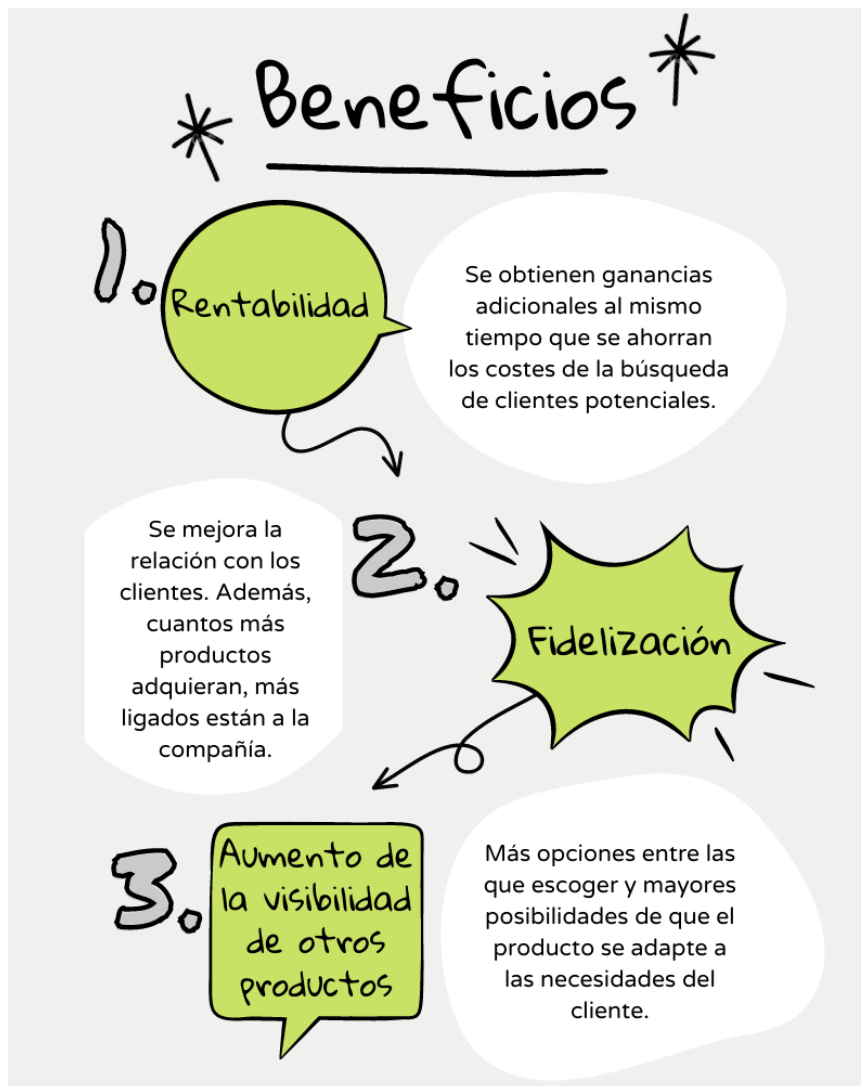 Beneficios
1.
Rentabilidad
Se obtienen ganancias
adicionales al mismo
tiempo que se ahorran
los costes de la búsqueda
de clientes potenciales.
2.
Fidelización
Se mejora la
relación con los
clientes. Además,
cuantos más
productos
adquieran, más
ligados están a la
compañía.
3.
Aumento de
la visibilidad
de otros
productos
Más opciones entre las
que escoger y mayores
posibilidades de que el
producto se adapte a
las necesidades del
cliente.